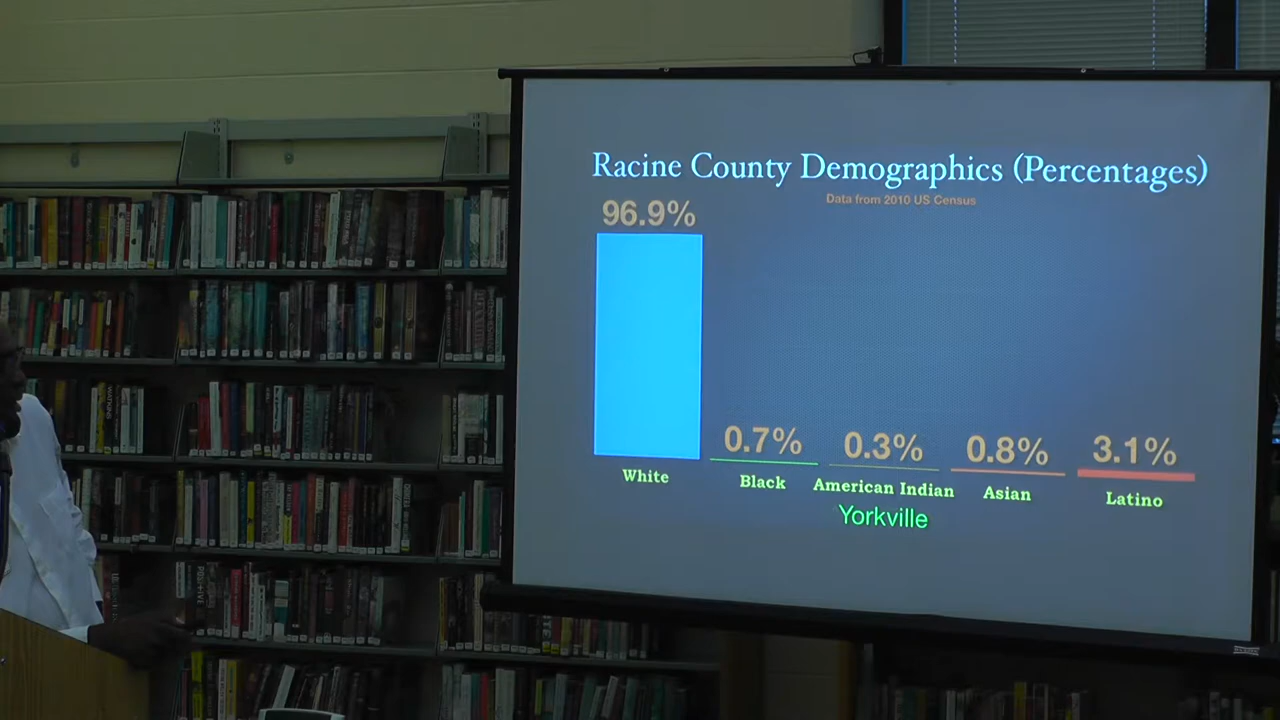 Racine County Demographics (Percentages)
Data from 2010 US Census
96.9%
0.7%
0.3%
0.8%
3.1%
White
Black
American Indian
Asian
Latino
Yorkville